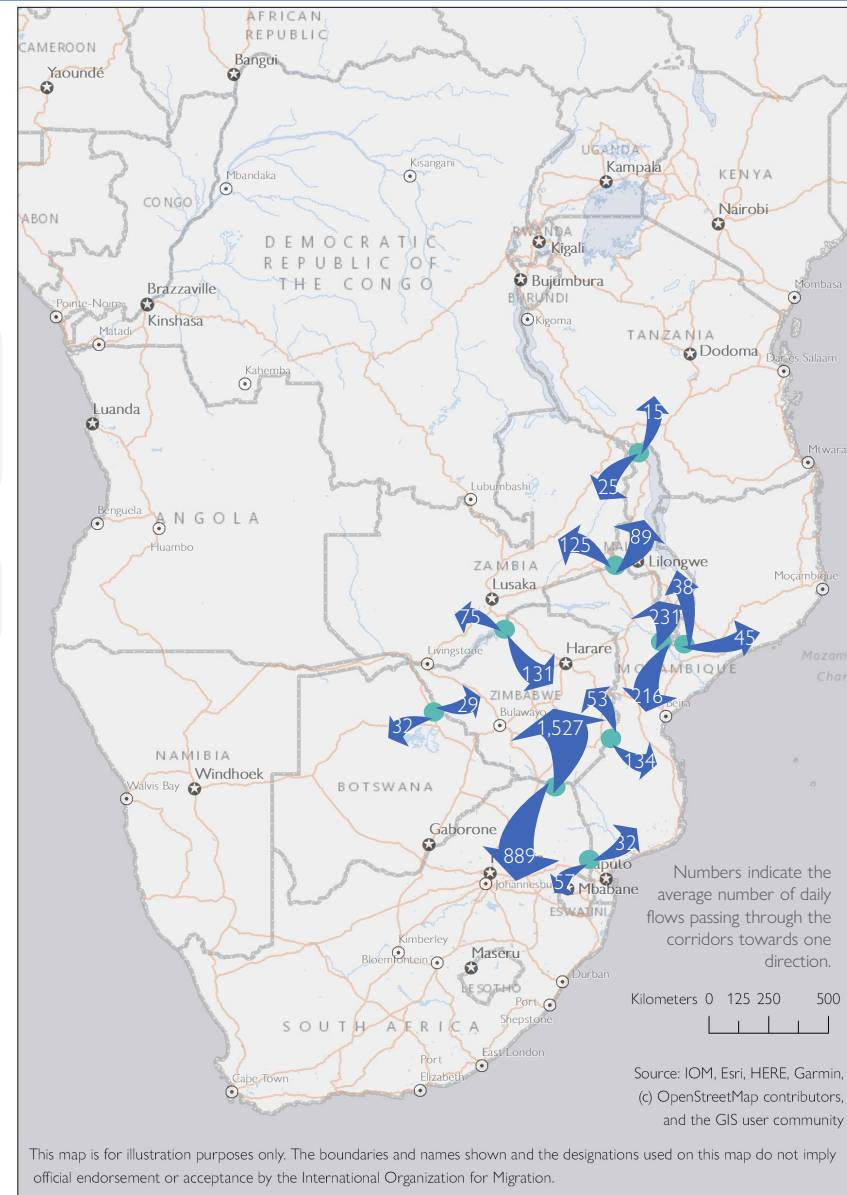 AFRICAN
REPUBLIC
CAMEROON
Bangui
Yaoundé
Kisangani
UGANDA
Kampala
KENYA
Mbandaka
CONGO
ABON
Nairobi
DEMOCRATIC
REPUBLIC OF
THE CONGO
RWANDA
Kigali
Bujumbura
BURUNDI
Mombasa
Brazzaville
Pointe-Noire
Kinshasa
Kigoma
Matadi
TANZANIA
Dodoma
Dar es Salaam
Kahemba
Luanda
15
Mtwara
25
Lubumbashi
Benguela
ANGOLA
Huambo
89
125
MA
Lilongwe
ZAMBIA
Lusaka
38
Moçambique
75
231
45
Livingstone
Harare
131
MOZAMBIQUE
Mozam
Chan
29
ZIMBABWE
53
216
Beira
32
Bulawayo
1,527
134
NAMIBIA
Windhoek
Walvis Bay
BOTSWANA
Gaborone
32
889
aputo
Johannesbu
57
Mbabane
ESWATINI
Numbers indicate the
average number of daily
flows passing through the
corridors towards one
direction.
Kimberley
Bloemfontein
Maseru
LESOTHO
Durban
Kilometers 0 125 250 500
Port
Shepstone
SOUTH AFRICA
East London
Port
Elizabeth
Cape Town
Source: IOM, Esri, HERE, Garmin,
(c) OpenStreetMap contributors,
and the GIS user community
This map is for illustration purposes only. The boundaries and names shown and the designations used on this map do not imply
official endorsement or acceptance by the International Organization for Migration.